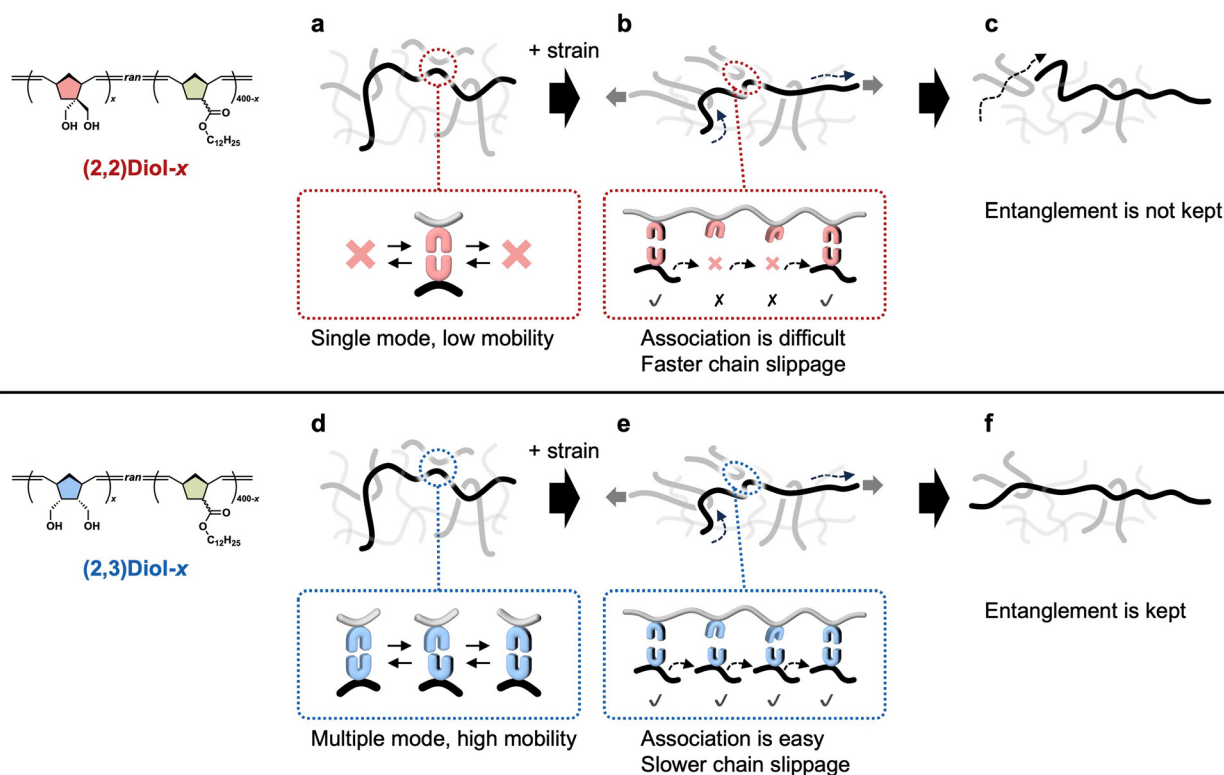 a
+ strain
b
c
ran
x
400-x
OH OH
O
O
C12H25
(2,2)Diol-x
Entanglement is not kept
✓ ✗ ✗ ✓
Single mode, low mobility
Association is difficult
Faster chain slippage
d
+ strain
e
f
ran
x
400-x
OH OH
O
O
C12H25
(2,3)Diol-x
Entanglement is kept
✓ ✓ ✓ ✓
Multiple mode, high mobility
Association is easy
Slower chain slippage